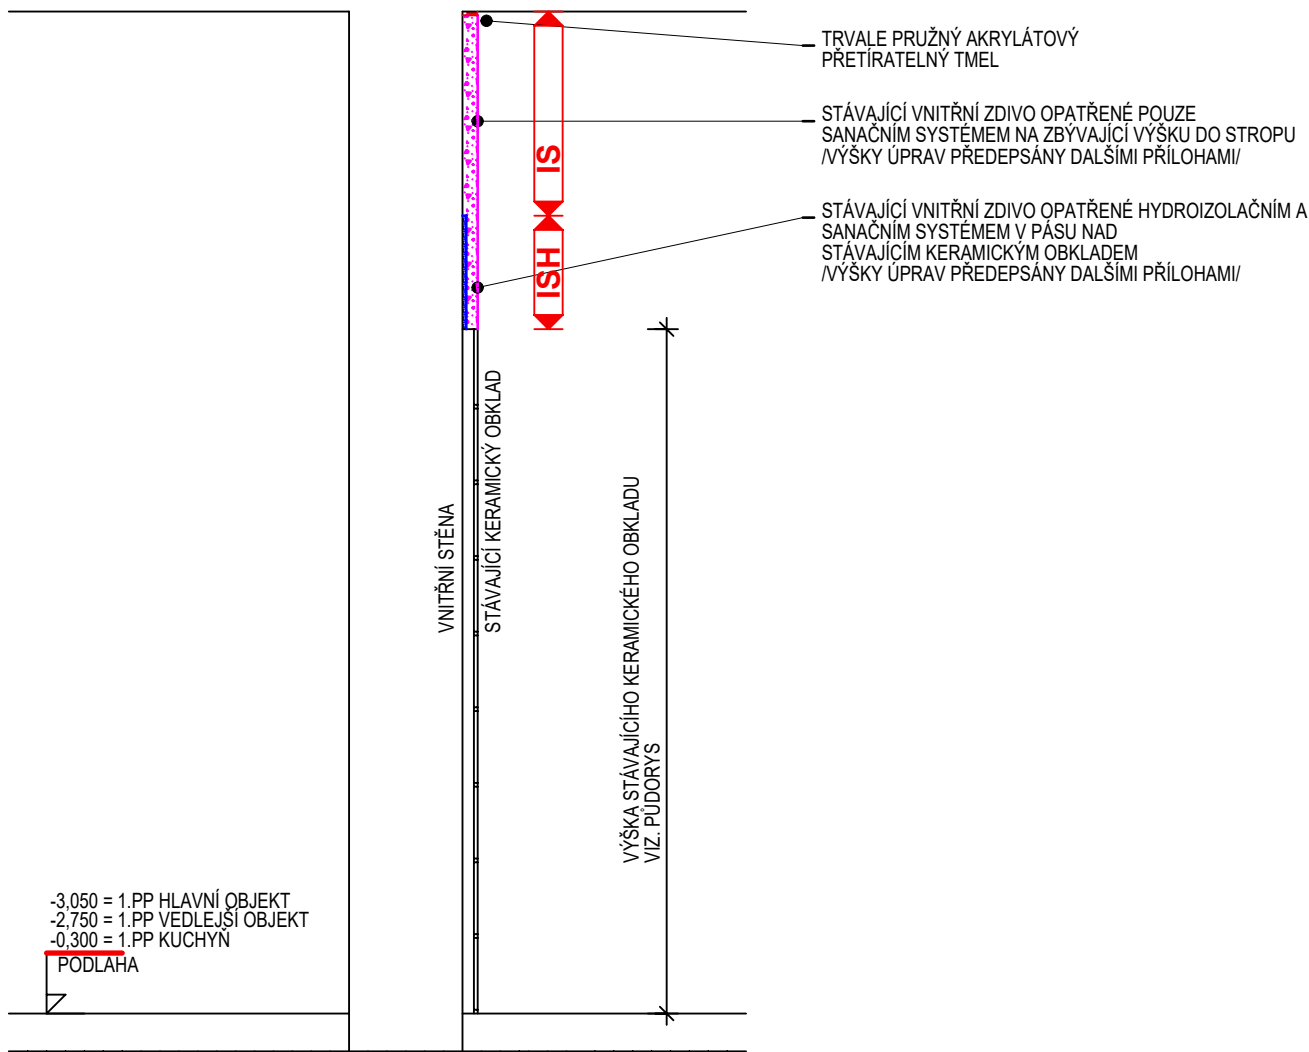 TRVALE PRUŽNÝ AKRYLÁTOVÝ
PŘETÍRATELNÝ TMEL
STÁVAJÍCÍ VNITŘNÍ ZDIVO OPATŘENÉ POUZE
SANAČNÍM SYSTÉMEM NA ZBÝVAJÍCÍ VÝŠKU DO STROPU
/VÝŠKY ÚPRAV PŘEDEPSÁNY DALŠÍMI PŘÍLOHAMI/
STÁVAJÍCÍ VNITŘNÍ ZDIVO OPATŘENÉ HYDROIZOLAČNÍM A
SANAČNÍM SYSTÉMEM V PÁSU NAD
STÁVAJÍCÍM KERAMICKÝM OBKLADEM
/VÝŠKY ÚPRAV PŘEDEPSÁNY DALŠÍMI PŘÍLOHAMI/
IS
ISH
VNITŘNÍ STĚNA
STÁVAJÍCÍ KERAMICKÝ OBKLAD
VÝŠKA STÁVAJÍCÍHO KERAMICKÉHO OBKLADU
VIZ. PŮDORYS
-3,050 = 1.PP HLAVNÍ OBJEKT
-2,750 = 1.PP VEDLEJŠÍ OBJEKT
-0,300 = 1.PP KUCHYŇ
PODLAHA